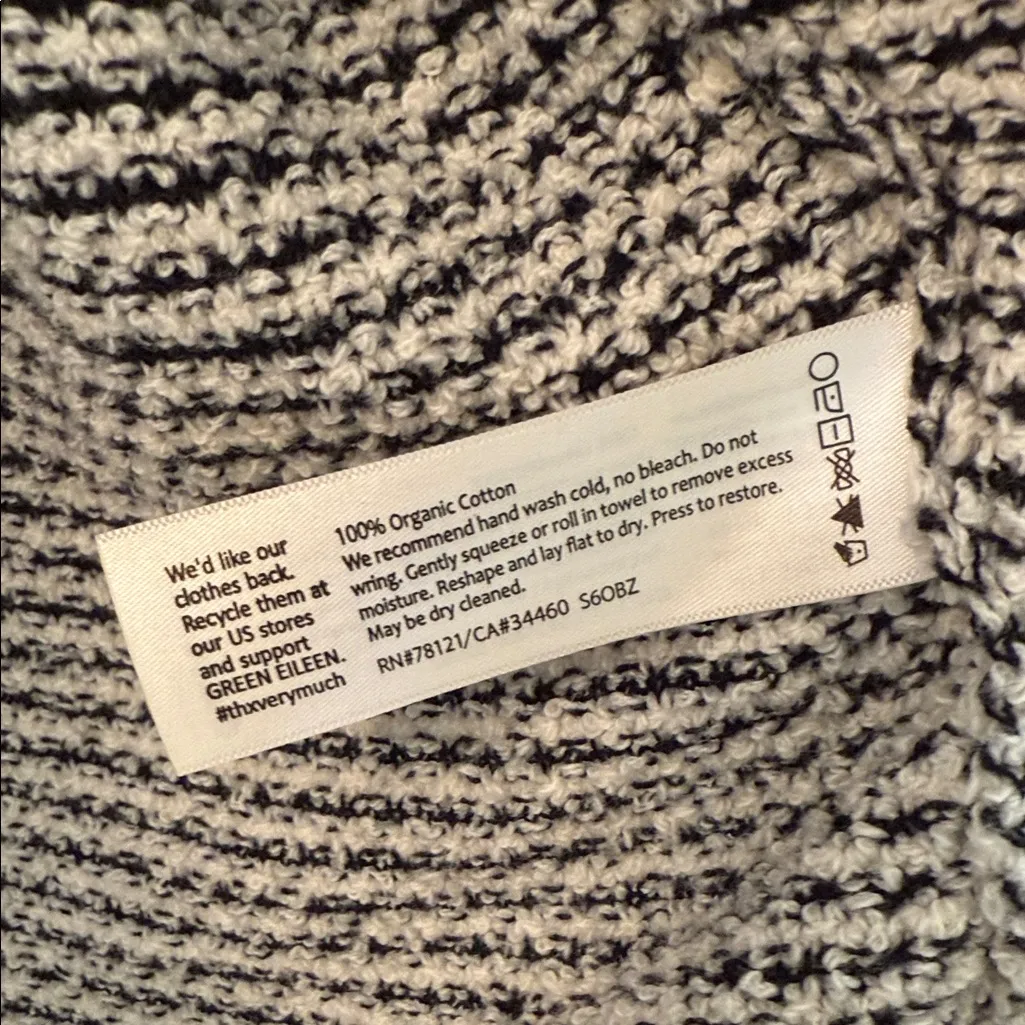 We'd like our
clothes back.
Recycle them at
our US stores
and support
GREEN EILEEN.
#thxverymuch
100% Organic Cotton
We recommend hand wash cold, no bleach. Do not
wring. Gently squeeze or roll in towel to remove excess
moisture. Reshape and lay flat to dry. Press to restore.
May be dry cleaned.
RN#78121/CA#34460 S6OBZ